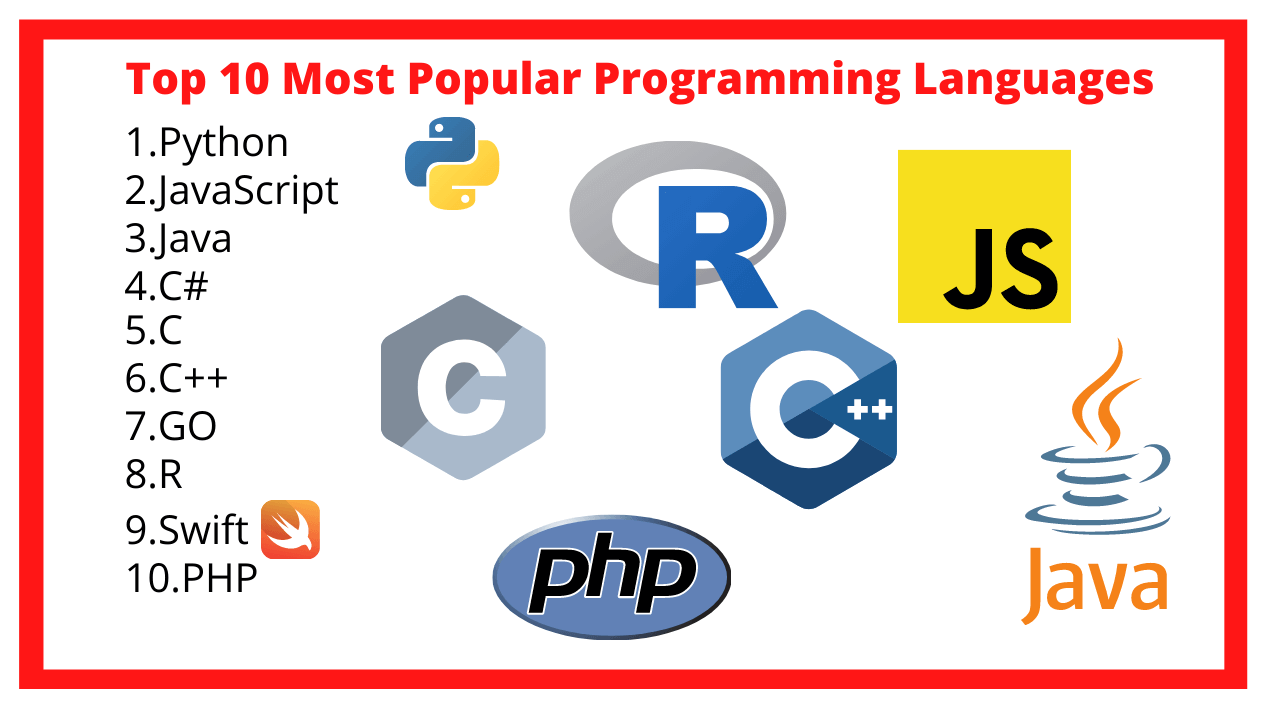 Top 10 Most Popular Programming Languages
1.Python
2.JavaScript
3.Java
4.C#
5.C
6.C++
7.GO
8.R
9.Swift
10.PHP
R
JS
C
C++
php
Java